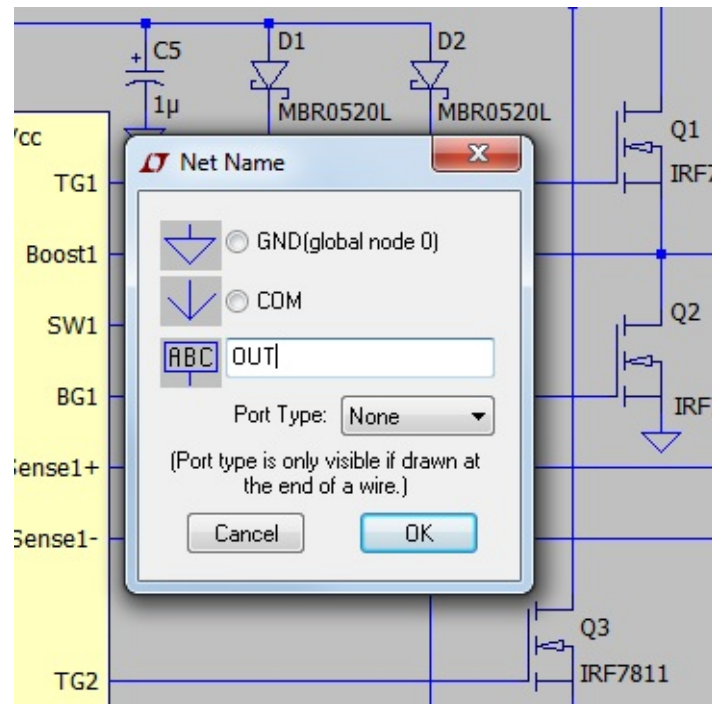 C5
D1
D2
+
1µ
MBR0520L
MBR0520L
Vcc
Q1
IRF7
TG1
Net Name
GND(global node 0)
Boost1
COM
SW1
Q2
ABC
OUT
BG1
Port Type:
None
IRF
(Port type is only visible if drawn at
the end of a wire.)
Sense1+
Cancel
OK
Sense1-
Q3
IRF7811
TG2